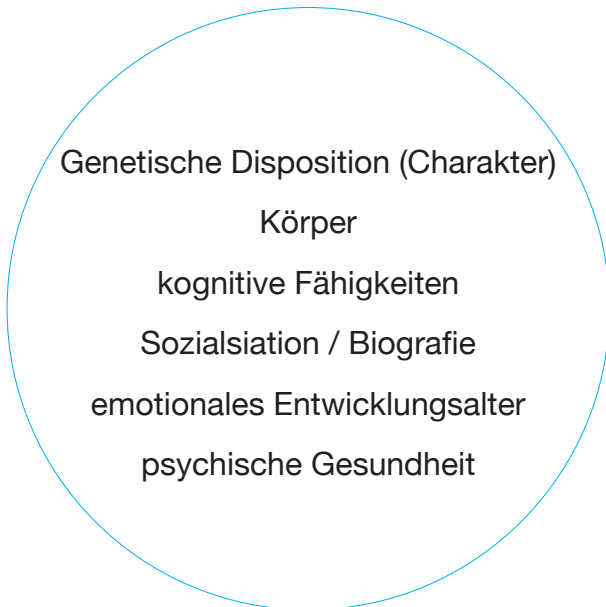 Genetische Disposition (Charakter)
Körper
kognitive Fähigkeiten
Sozialsiation / Biografie
emotionales Entwicklungsalter
psychische Gesundheit